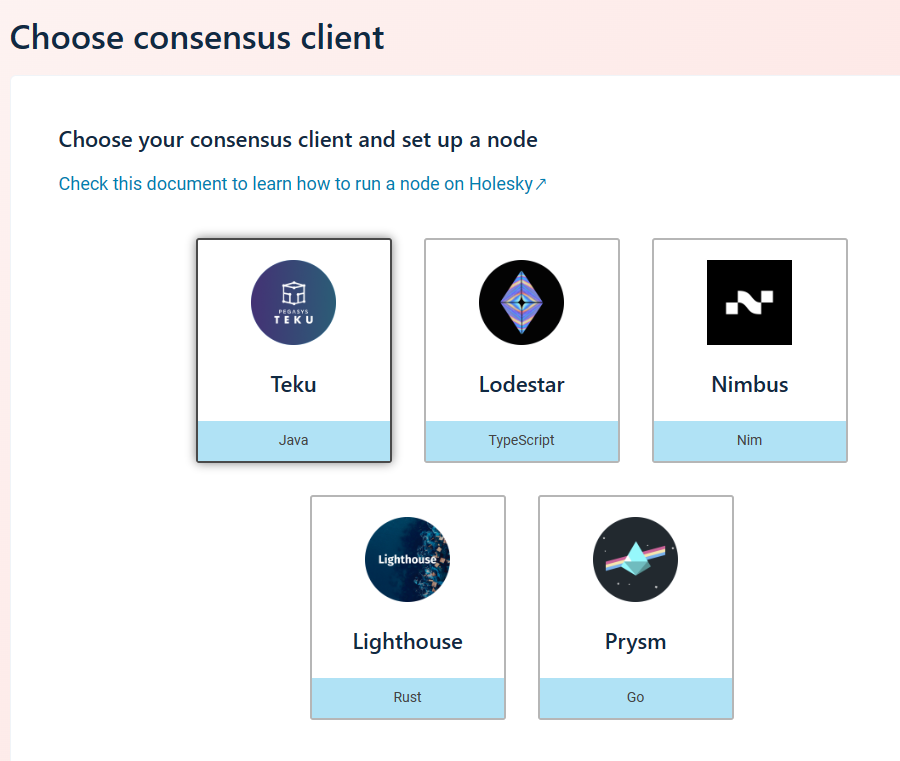 Choose consensus client
Choose your consensus client and set up a node
Check this document to learn how to run a node on Holesky↗
PEGASYS
TEKU
Teku
Java
Lodestar
TypeScript
Nimbus
Nim
Lighthouse
Lighthouse
Rust
Prysm
Go